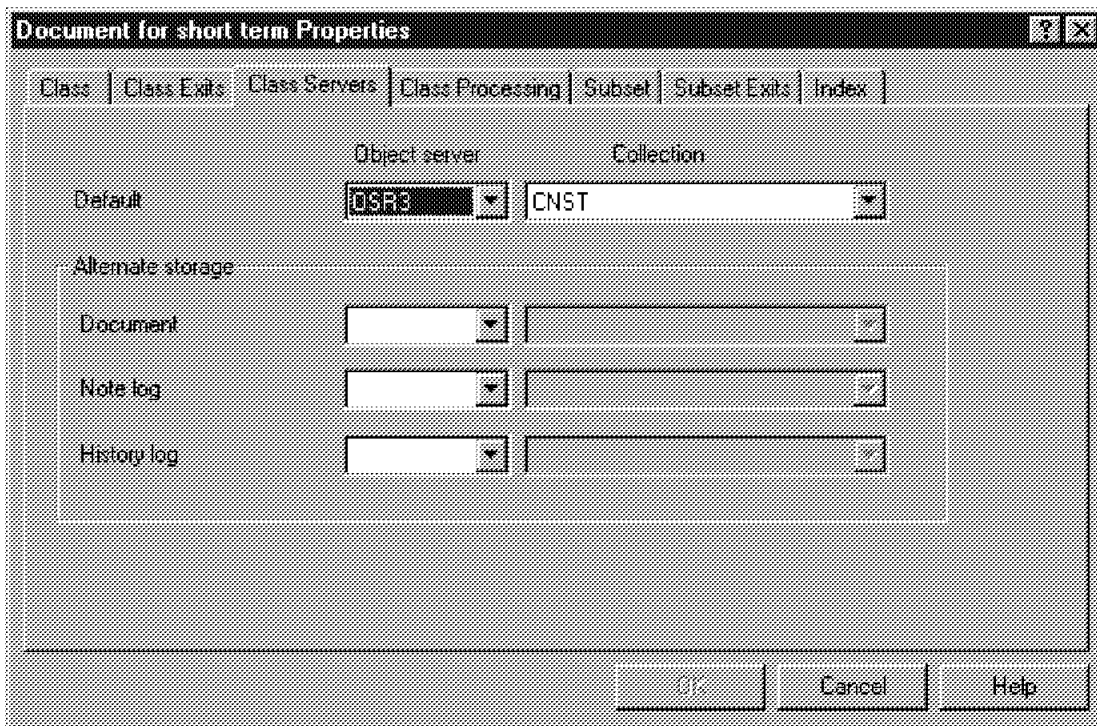 Document for short term Properties
Class Class Exits Class Servers Class Processing Subset Subset Exits Index
Object server Collection
Default OSR3 CNST
Alternate storage
Document
Note log
History log
OK Cancel Help